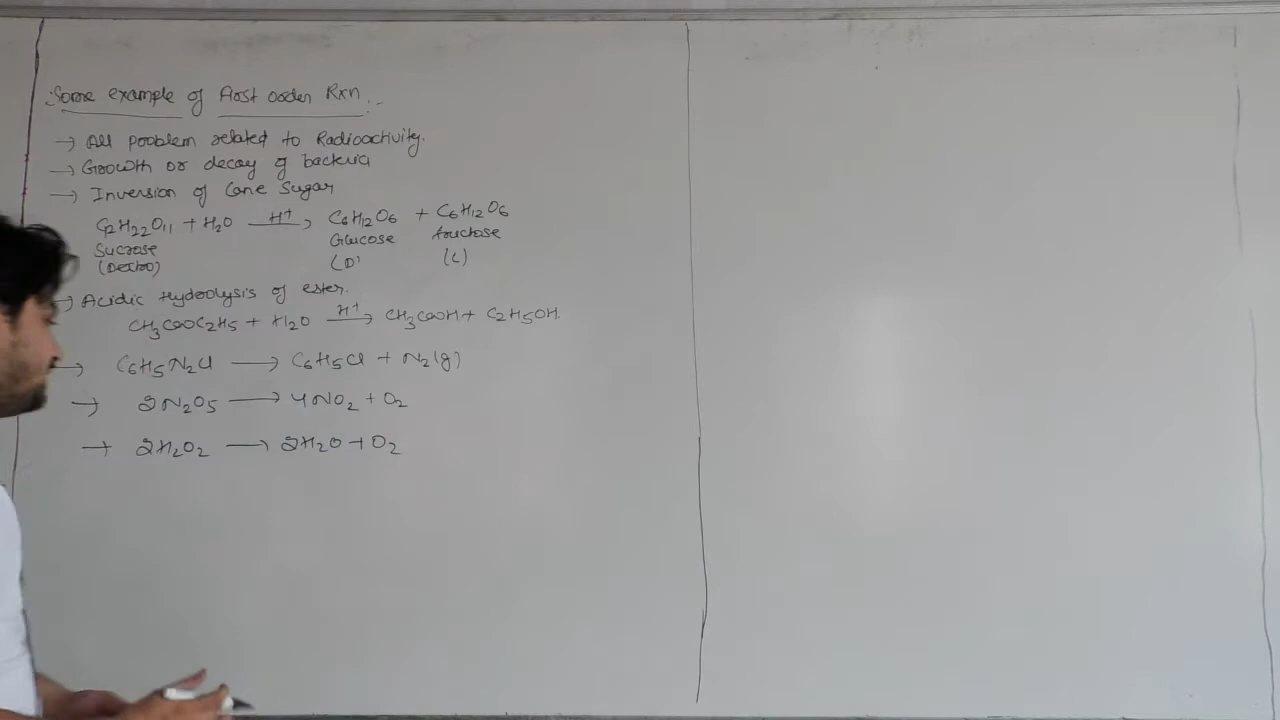 Some example of First order Rxn
→ All problem related to Radioactivity.
→ Growth or decay of bacteria
→ Inversion of Cane Sugar
C12H22O11 + H2O —H+→ C6H12O6 + C6H12O6
Sucrose Glucose fructose
(Dextro) (D) (L)
→ Acidic Hydrolysis of ester.
CH3COOC2H5 + H2O —H+→ CH3COOH + C2H5OH.
→ C6H5N2Cl → C6H5Cl + N2(g)
→ 2N2O5 → 4NO2 + O2
→ 2H2O2 → 2H2O + O2